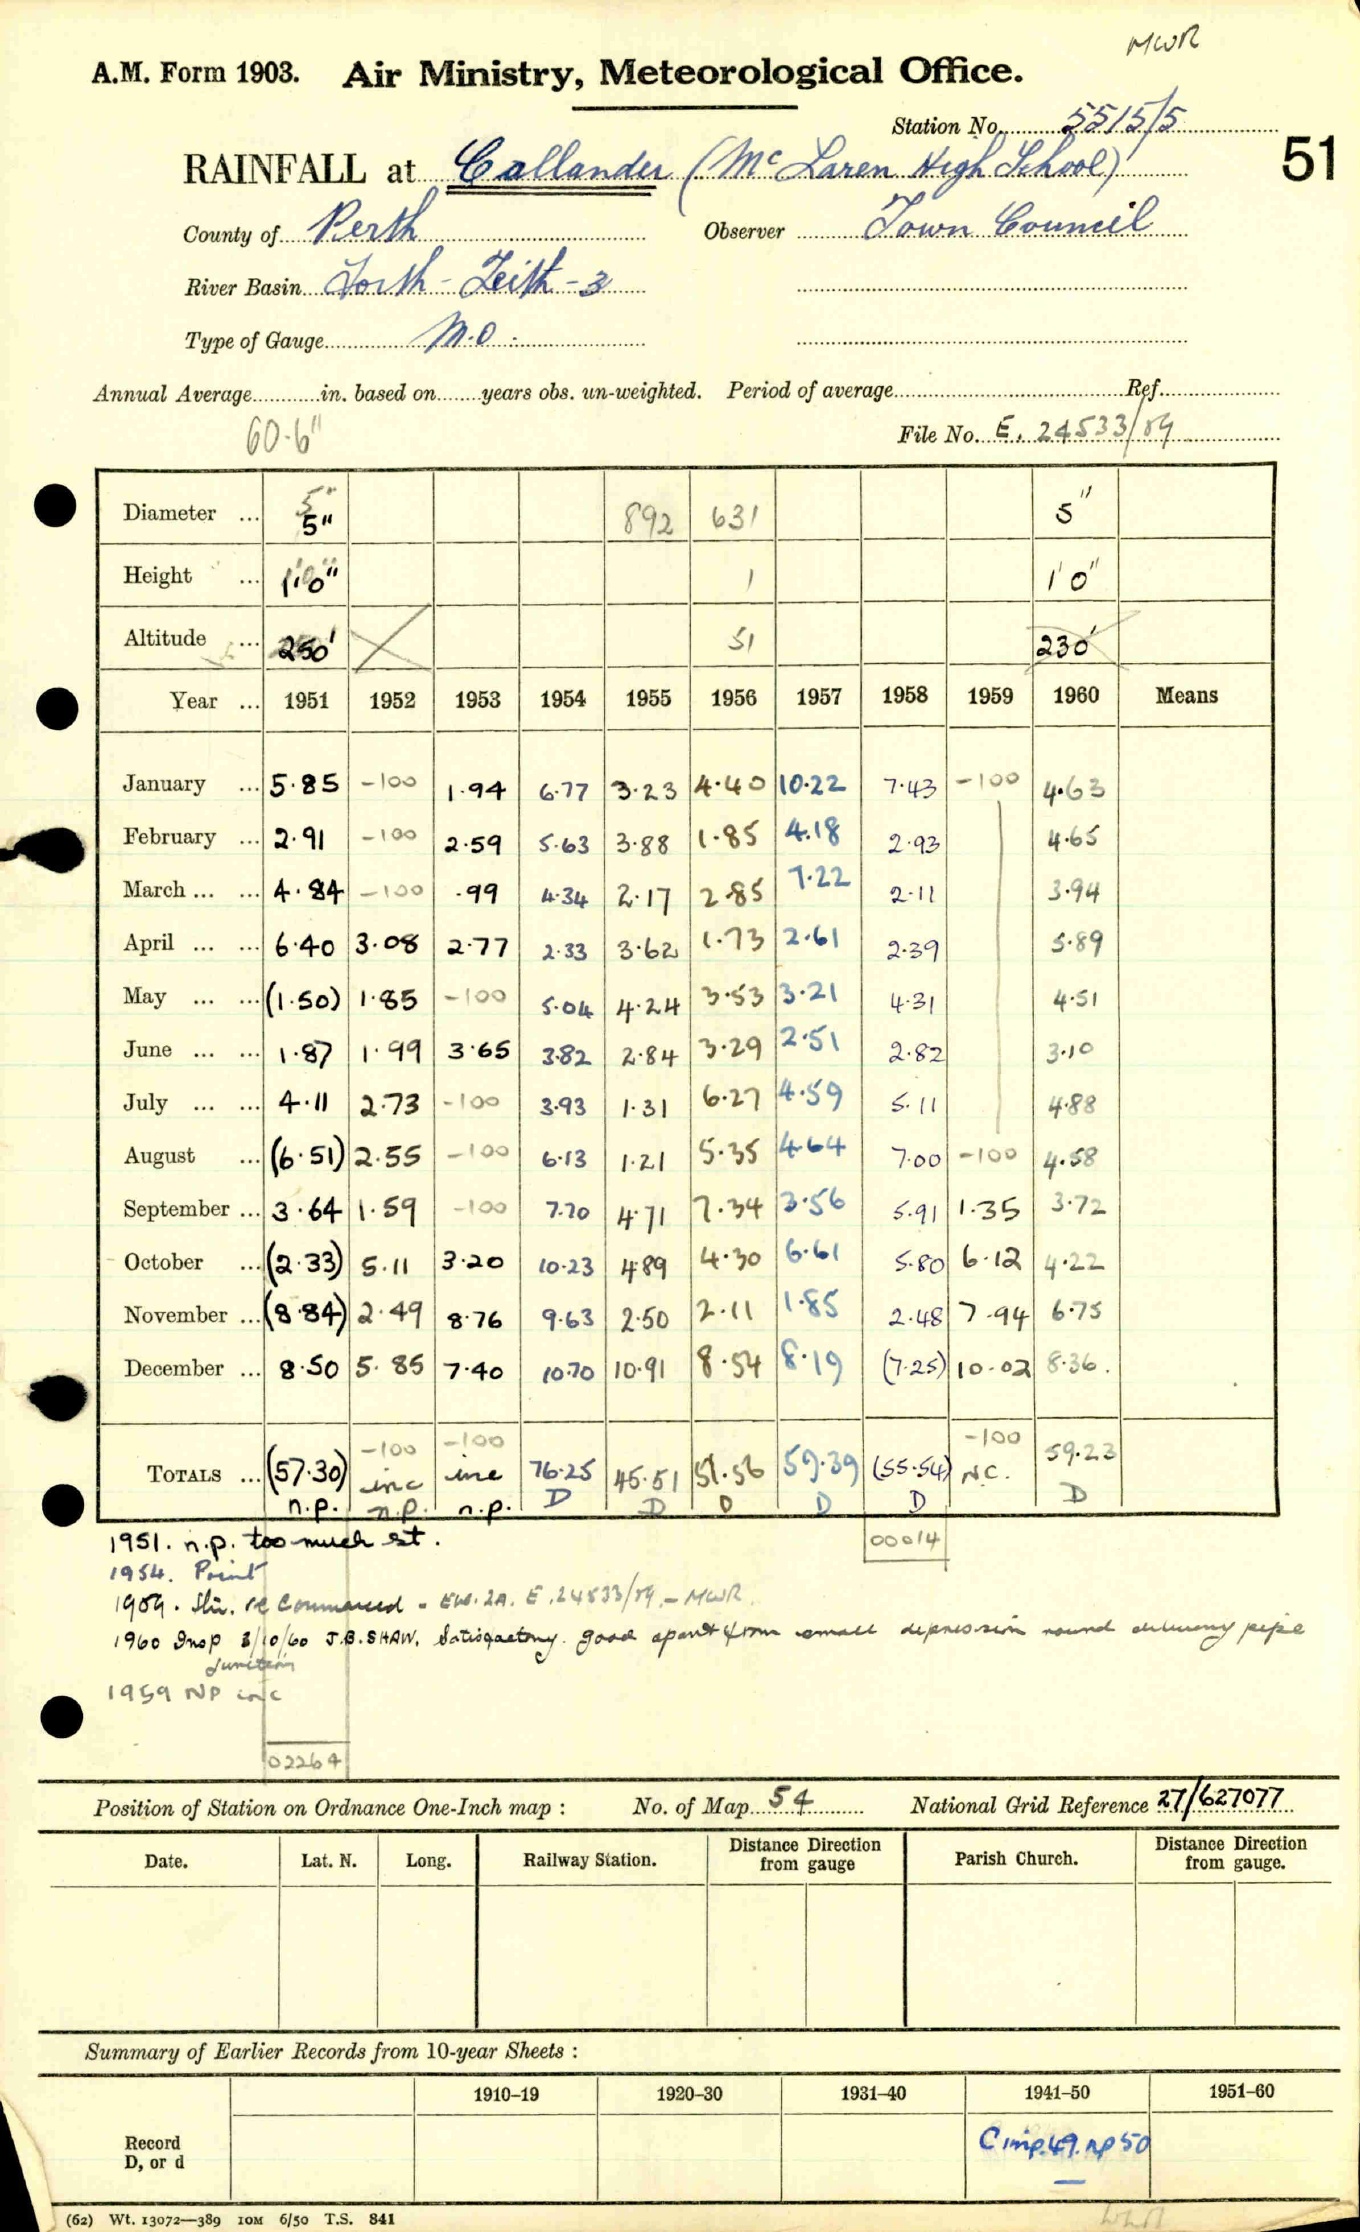 MWR
A.M. Form 1903. Air Ministry, Meteorological Office.
Station No. 5515/5
RAINFALL at Callander (McLaren High School) 51
County of Perth Observer Town Council
River Basin Forth - Teith - 3
Type of Gauge M.O.
Annual Average in. based on years obs. un-weighted. Period of average Ref.
60.6" File No. E. 24533/59
Diameter ... 5" 5" 892 631 5"
Height ... 1'0" 1 1'0"
Altitude ... 250' 51 230'
Year ... 1951 1952 1953 1954 1955 1956 1957 1958 1959 1960 Means
January ... 5.85 -100 1.94 6.77 3.23 4.40 10.22 7.43 -100 4.63
February ... 2.91 -100 2.59 5.63 3.88 1.85 4.18 2.93 4.65
March ... ... 4.84 -100 .99 4.34 2.17 2.85 7.22 2.11 3.94
April ... ... 6.40 3.08 2.77 2.33 3.62 1.73 2.61 2.39 5.89
May ... ... (1.50) 1.85 -100 5.04 4.24 3.53 3.21 4.31 4.51
June ... ... 1.87 1.99 3.65 3.82 2.84 3.29 2.51 2.82 3.10
July ... ... 4.11 2.73 -100 3.93 1.31 6.27 4.59 5.11 4.88
August ... (6.51) 2.55 -100 6.13 1.21 5.35 4.64 7.00 -100 4.58
September ... 3.64 1.59 -100 7.70 4.71 7.34 3.56 5.91 1.35 3.72
October ... (2.33) 5.11 3.20 10.23 4.89 4.30 6.61 5.80 6.12 4.22
November ... (8.84) 2.49 8.76 9.63 2.50 2.11 1.85 2.48 7.94 6.75
December ... 8.50 5.85 7.40 10.70 10.91 8.54 8.19 (7.25) 10.02 8.36.
-100 -100 -100
TOTALS ... (57.30) inc inc 76.25 45.51 51.56 59.39 (55.54) NC. 59.23
n.p. n.p. n.p. D D D D D D
1951. n.p. too much est. 00014
1954. Point
1959. Stn. re commenced - E. 24533/59 - MWR
1960 Insp 3/10/60 J.B. SHAW. Satisfactory. good apart from small depression round delivery pipe
Junction
1959 NP inc
02264
Position of Station on Ordnance One-Inch map : No. of Map 54 National Grid Reference 27/627077
Date. Lat. N. Long. Railway Station. Distance from gauge Direction Parish Church. Distance from gauge. Direction
Summary of Earlier Records from 10-year Sheets :
1910–19 1920–30 1931–40 1941–50 1951–60
Record
D, or d C inp.49. np 50
(62) Wt. 13072—389 10M 6/50 T.S. 841